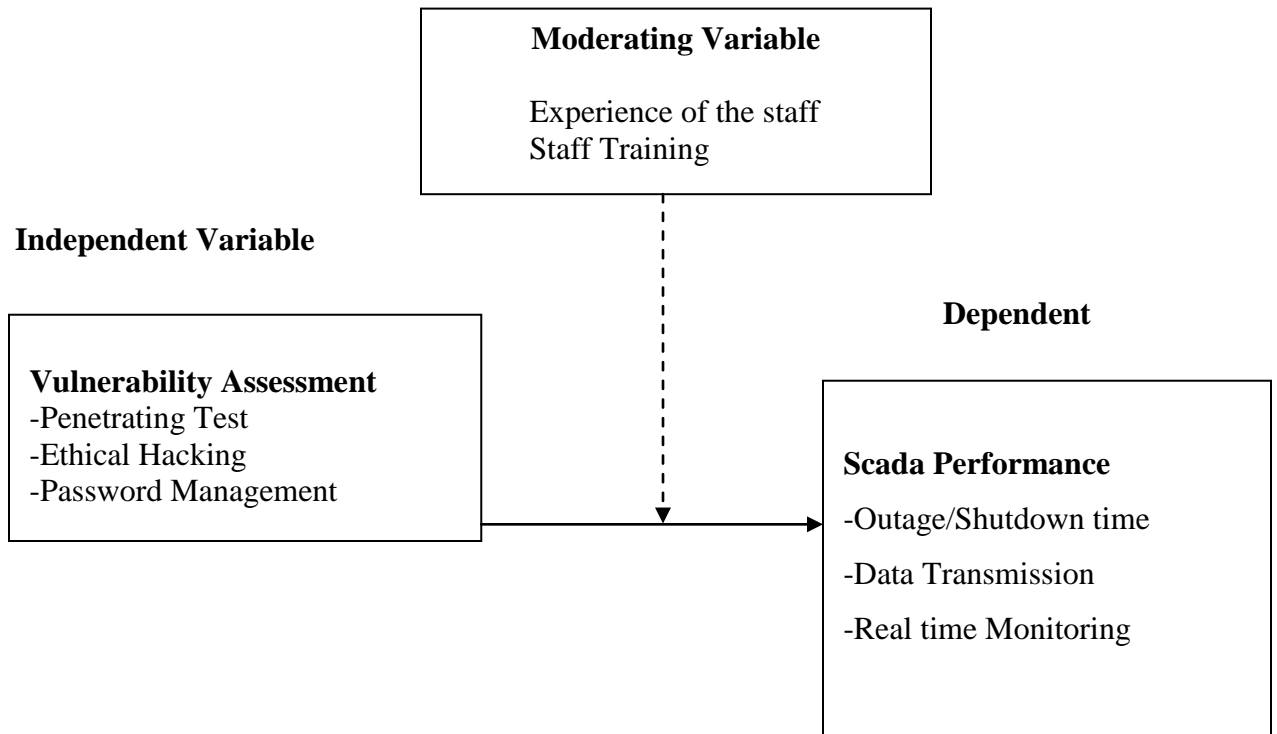 Moderating Variable
Experience of the staff
Staff Training
Independent Variable
Dependent
Vulnerability Assessment
-Penetrating Test
-Ethical Hacking
-Password Management
Scada Performance
-Outage/Shutdown time
-Data Transmission
-Real time Monitoring